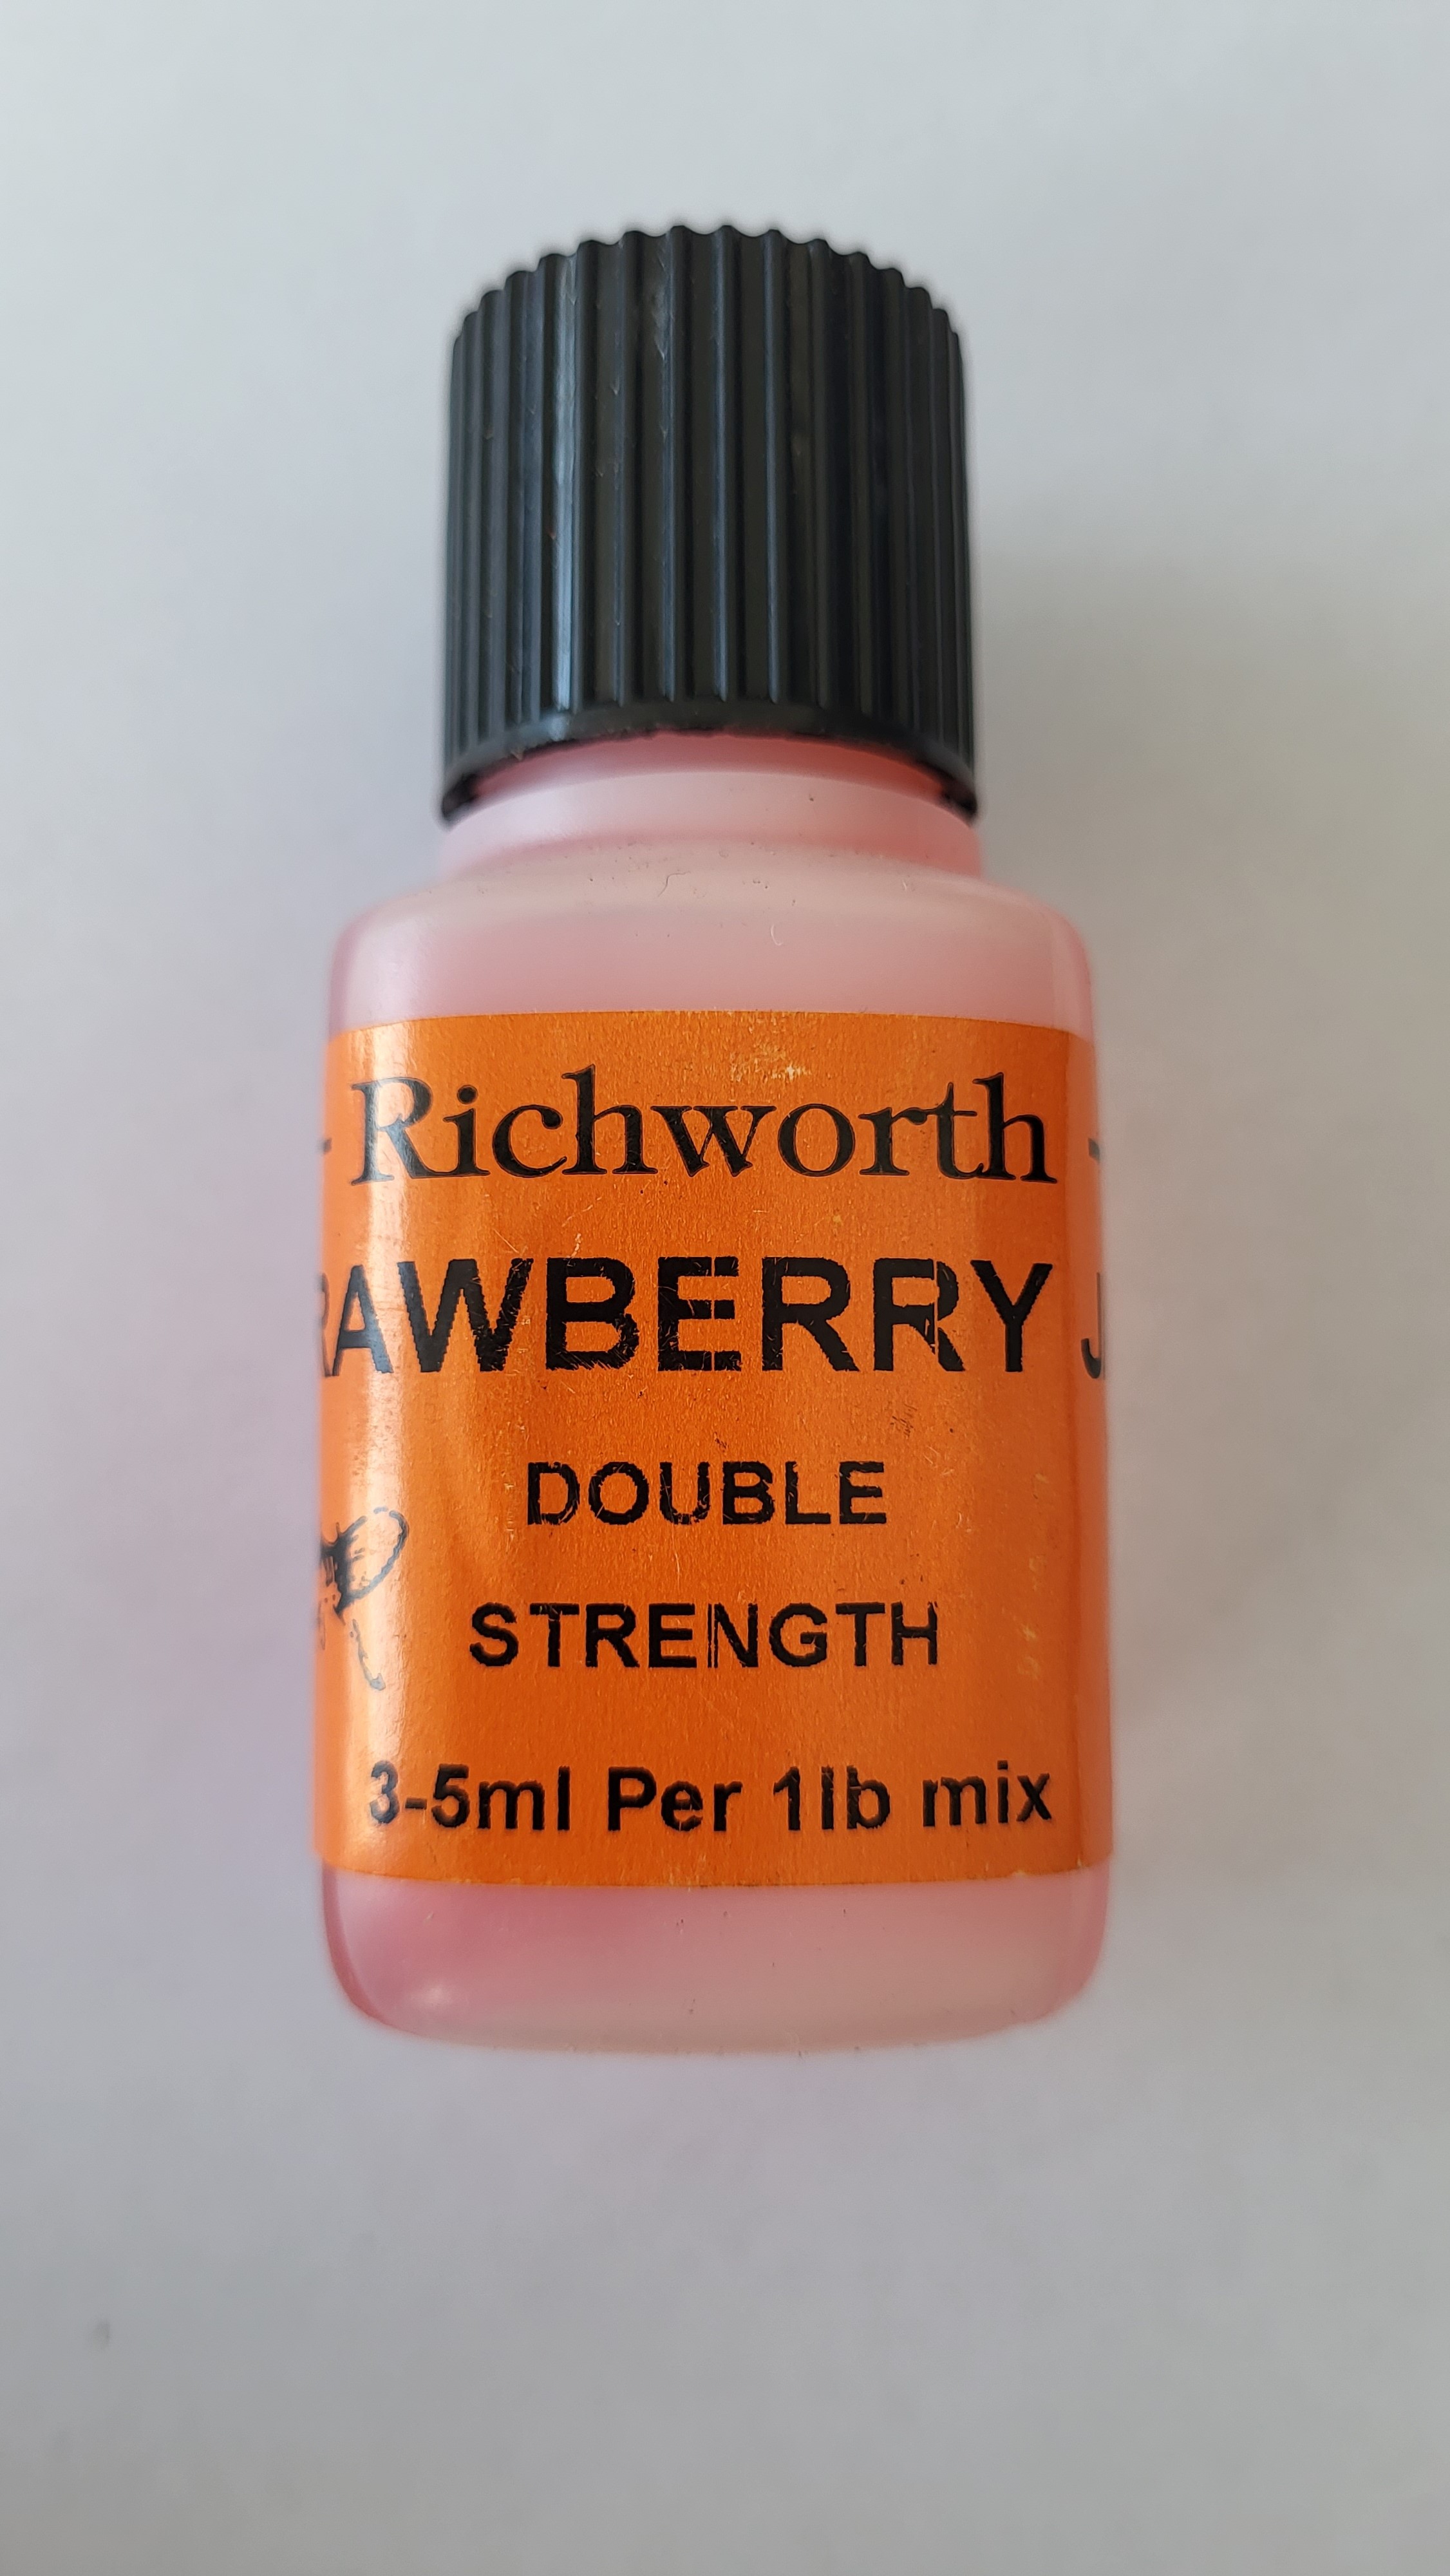 Richworth
RAWBERRY J
DOUBLE
STRENGTH
3-5ml Per 1lb mix